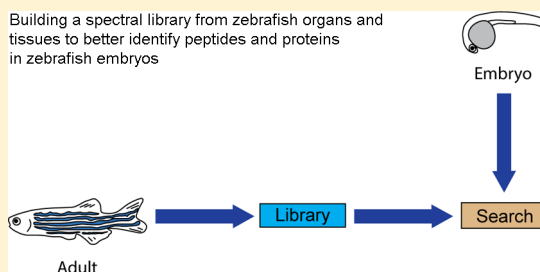 Building a spectral library from zebrafish organs and
tissues to better identify peptides and proteins
in zebrafish embryos
Embryo
Library
Search
Adult